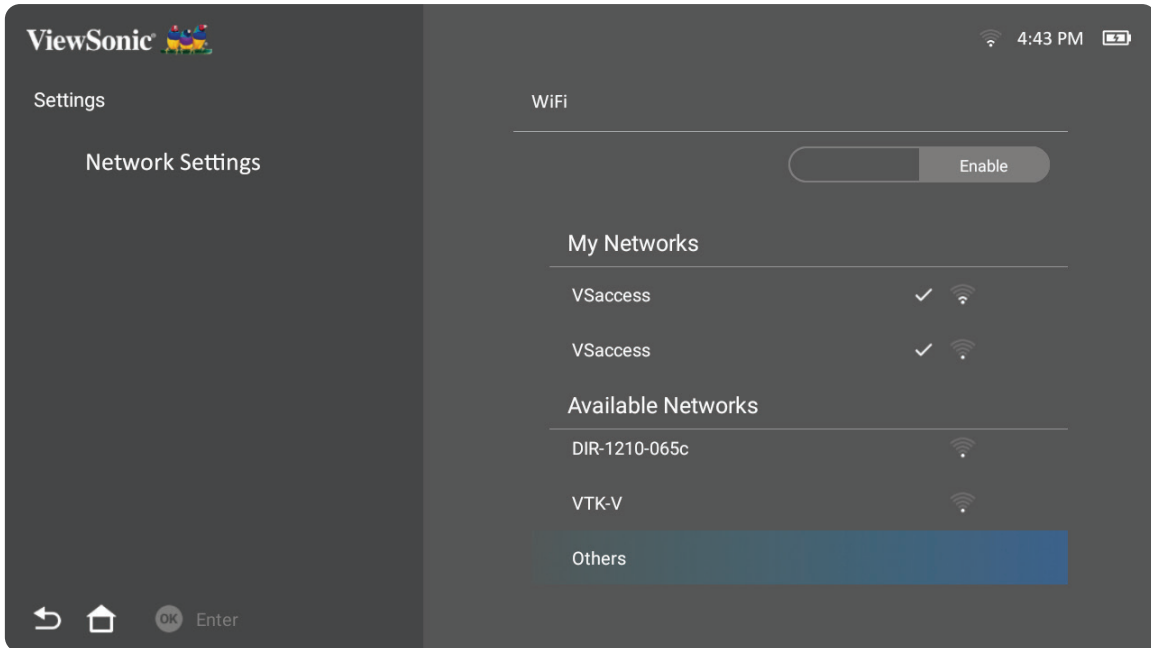 ViewSonic
4:43 PM
Settings
WiFi
Network Settings
Enable
My Networks
VSaccess
VSaccess
Available Networks
DIR-1210-065c
VTK-V
Others
OK Enter